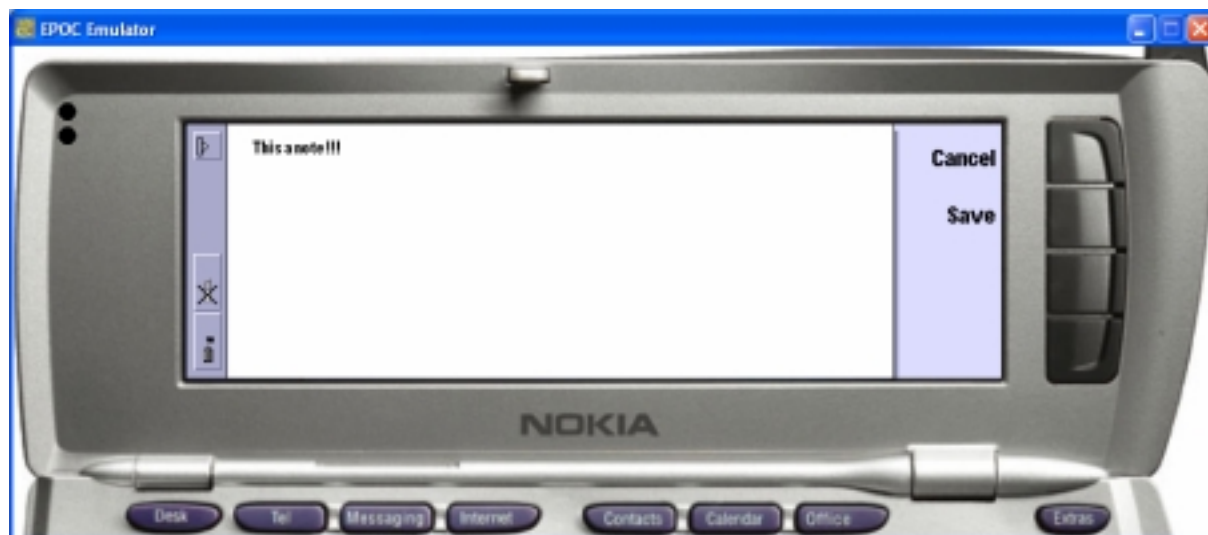 EPOC Emulator
This a note!!!
Cancel
Save
NOKIA
Desk
Tel
Messaging
Internet
Contacts
Calendar
Office
Extras